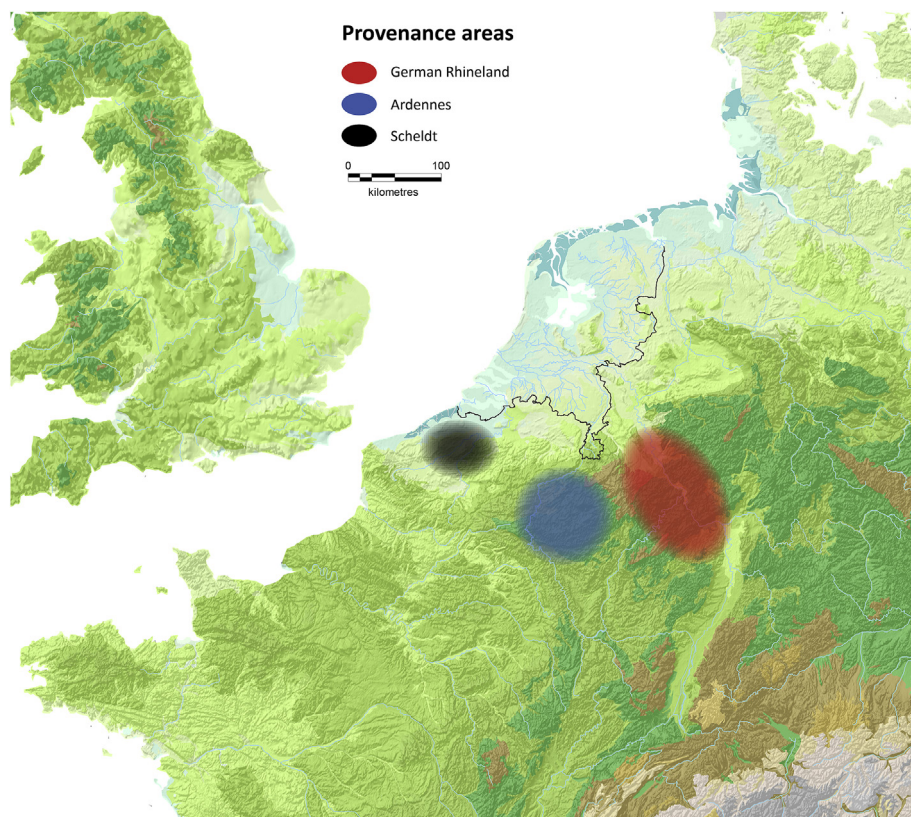 Provenance areas
German Rhineland
Ardennes
Scheldt
0 100
kilometres